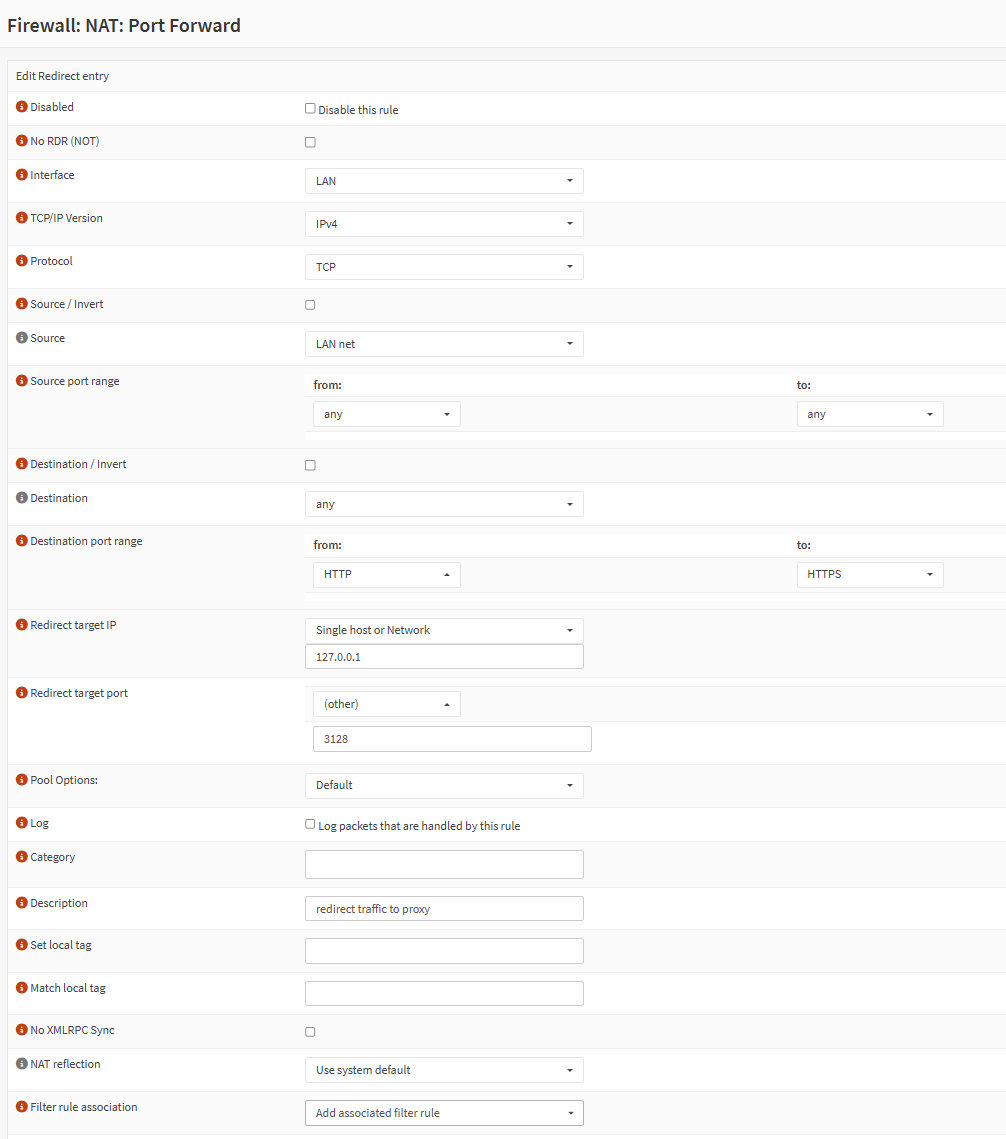 Firewall: NAT: Port Forward
Edit Redirect entry
Disabled
Disable this rule
No RDR (NOT)
Interface
LAN
TCP/IP Version
IPv4
Protocol
TCP
Source / Invert
Source
LAN net
Source port range
from: to:
any any
Destination / Invert
Destination
any
Destination port range
from: to:
HTTP HTTPS
Redirect target IP
Single host or Network
127.0.0.1
Redirect target port
(other)
3128
Pool Options:
Default
Log
Log packets that are handled by this rule
Category
Description
redirect traffic to proxy
Set local tag
Match local tag
No XMLRPC Sync
NAT reflection
Use system default
Filter rule association
Add associated filter rule